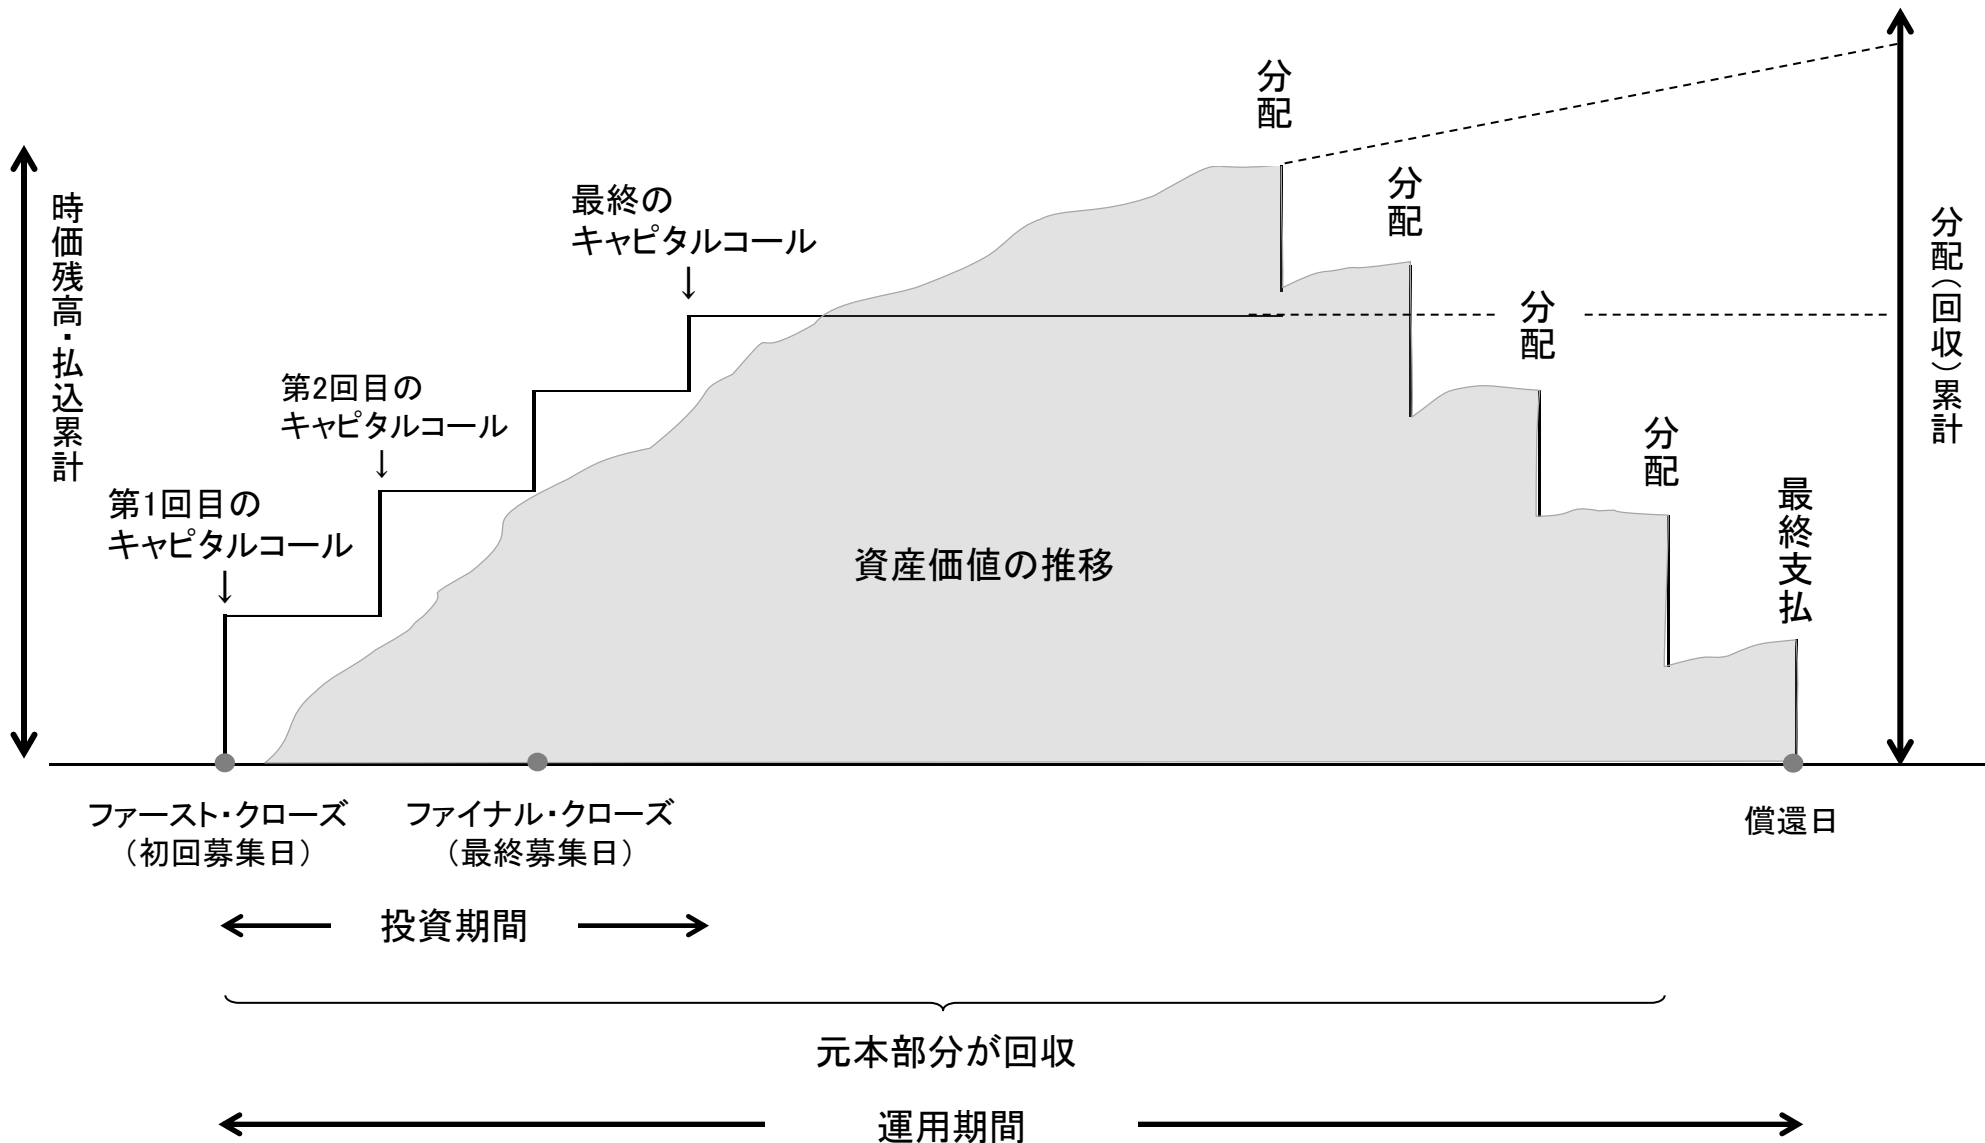 分配
時価残高・払込累計
最終の
キャピタルコール
↓
分配
分配（回収）累計
分配
第2回目の
キャピタルコール
↓
分配
第1回目の
キャピタルコール
↓
最終支払
資産価値の推移
ファースト・クローズ
（初回募集日）
ファイナル・クローズ
（最終募集日）
償還日
投資期間
元本部分が回収
運用期間